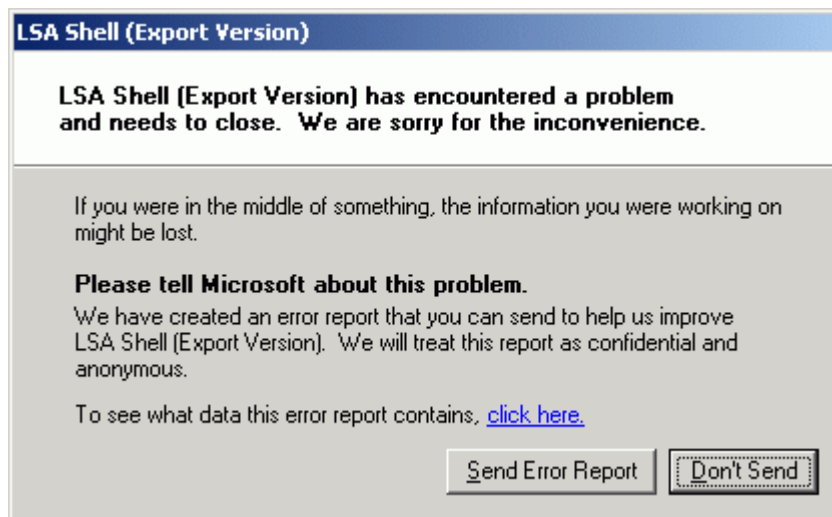 LSA Shell (Export Version)
LSA Shell (Export Version) has encountered a problem
and needs to close.  We are sorry for the inconvenience.
If you were in the middle of something, the information you were working on
might be lost.
Please tell Microsoft about this problem.
We have created an error report that you can send to help us improve
LSA Shell (Export Version).  We will treat this report as confidential and
anonymous.
To see what data this error report contains, click here.
Send Error Report Don't Send